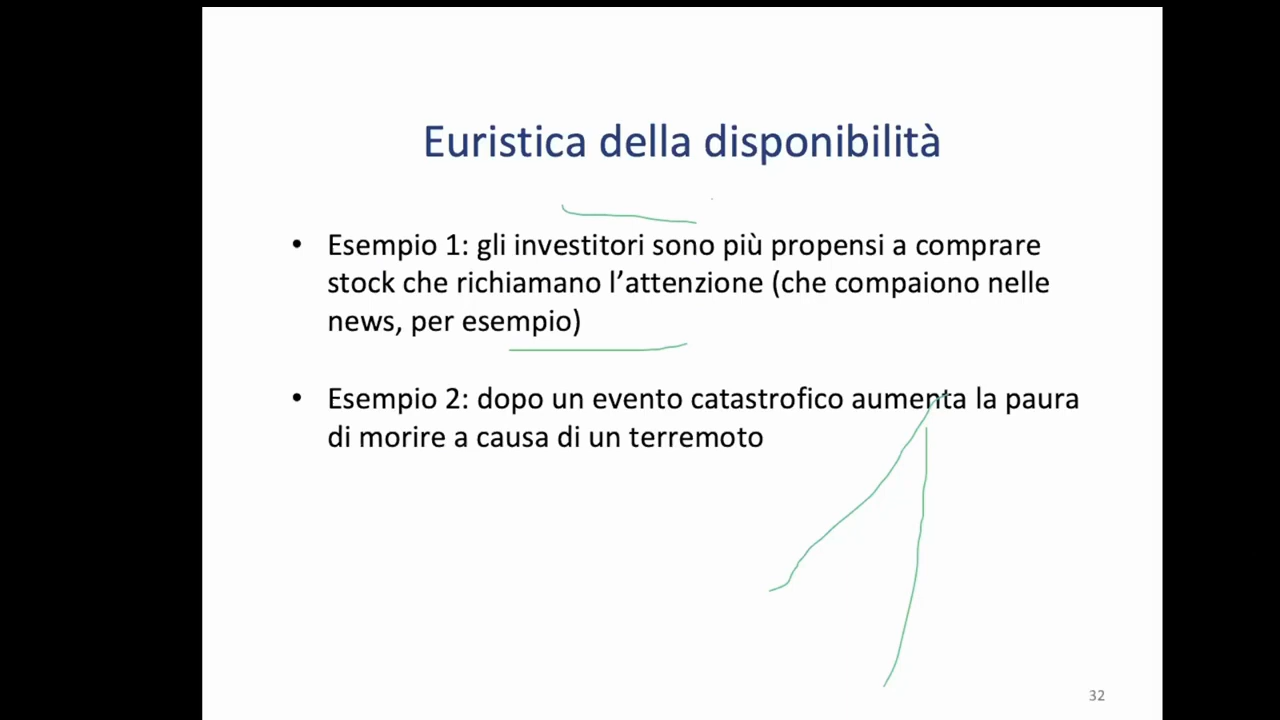 Euristica della disponibilità
• Esempio 1: gli investitori sono più propensi a comprare
stock che richiamano l’attenzione (che compaiono nelle
news, per esempio)
• Esempio 2: dopo un evento catastrofico aumenta la paura
di morire a causa di un terremoto
32